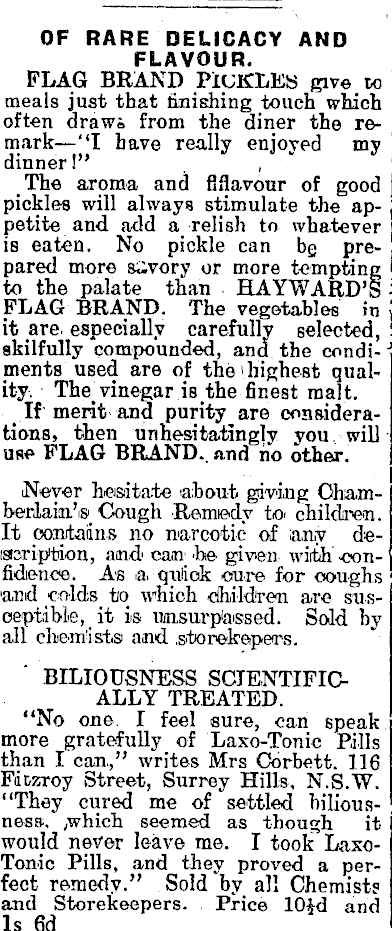 OF RARE DELICACY AND
FLAVOUR.
FLAG BRAND PICKLES give to
meals just that finishing touch which
often draws from the diner the re-
mark—"I have really enjoyed my
dinner!"
The aroma and fiflavour of good
pickles will always stimulate the ap-
petite and add a relish to whatever
is eaten. No pickle can be pre-
pared more savory or more tempting
to the palate than HAYWARD'S
FLAG BRAND. The vegetables in
it are especially carefully selected,
skilfully compounded, and the condi-
ments used are of the highest qual-
ity. The vinegar is the finest malt.
If merit and purity are considera-
tions, then unhesitatingly you will
use FLAG BRAND. and no other.
Never hesitate about giving Cham-
berlain's Cough Remedy to children.
It contains no narcotic of any de-
scription, and can be given with con-
fidence. As a quick cure for coughs
and colds to which children are sus-
ceptible, it is unsurpassed. Sold by
all chemists and storekepers.
BILIOUSNESS SCIENTIFIC-
ALLY TREATED.
"No one I feel sure, can speak
more gratefully of Laxo-Tonic Pills
than I can," writes Mrs Corbett. 116
Fitzroy Street, Surrey Hills, N.S.W.
"They cured me of settled bilious-
ness, which seemed as though it
would never leave me. I took Laxo-
Tonic Pills, and they proved a per-
fect remedy." Sold by all Chemists
and Storekeepers. Price 10½d and
1s 6d